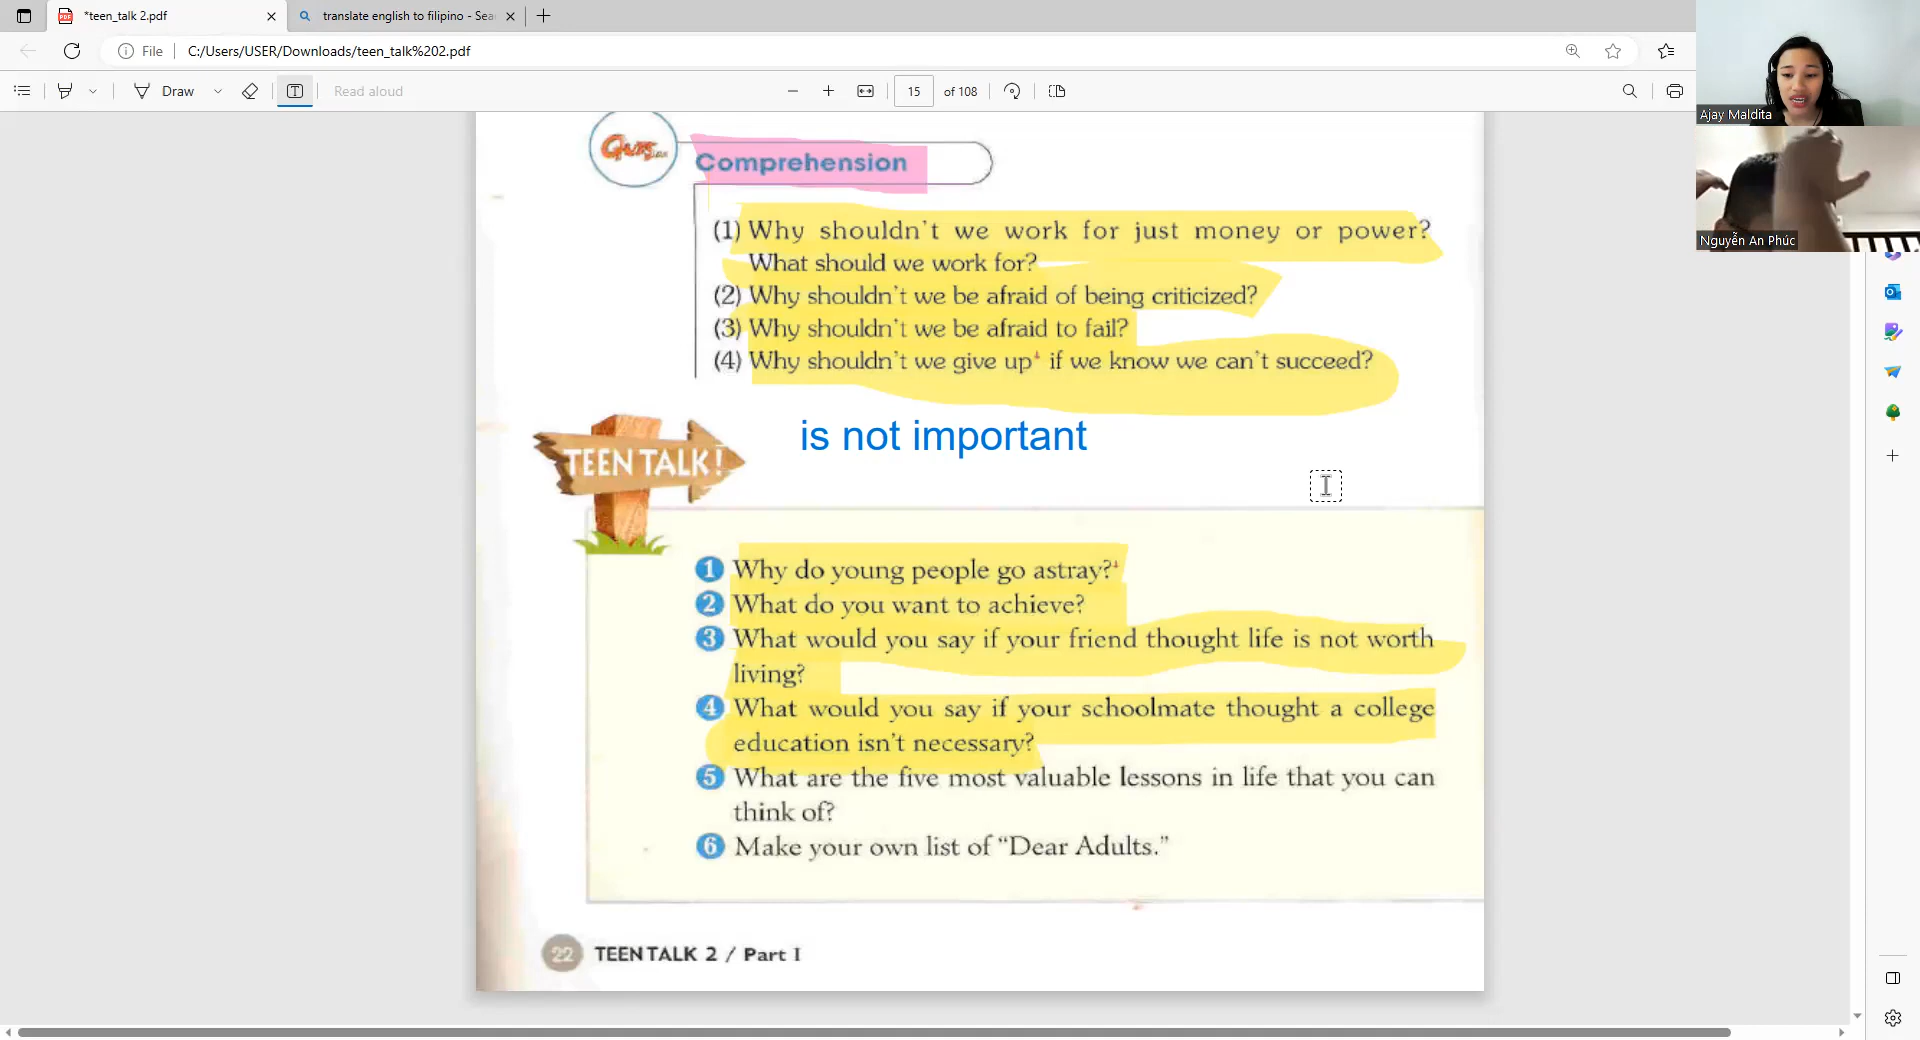 *teen_talk 2.pdf
translate english to filipino - Sea
File
C:/Users/USER/Downloads/teen_talk%202.pdf
Draw
Read aloud
15 of 108
Ajay Maldita
Nguyễn An Phúc
Comprehension
(1) Why shouldn't we work for just money or power?
What should we work for?
(2) Why shouldn't we be afraid of being criticized?
(3) Why shouldn't we be afraid to fail?
(4) Why shouldn't we give up if we know we can't succeed?
is not important
TEEN TALK!
1 Why do young people go astray?
2 What do you want to achieve?
3 What would you say if your friend thought life is not worth
living?
4 What would you say if your schoolmate thought a college
education isn't necessary?
5 What are the five most valuable lessons in life that you can
think of?
6 Make your own list of "Dear Adults."
22 TEEN TALK 2 / Part I